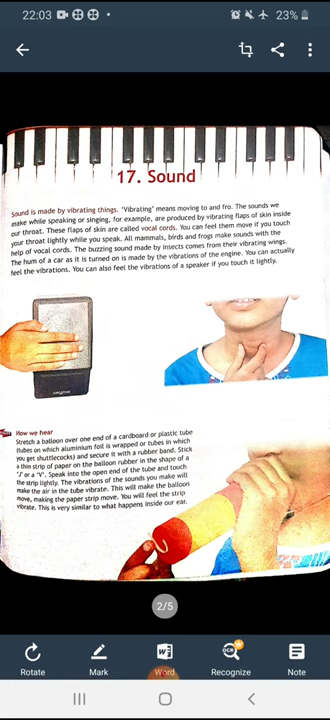 22:03
23%
17. Sound
Sound is made by vibrating things. 'Vibrating' means moving to and fro. The sounds we
make while speaking or singing, for example, are produced by vibrating flaps of skin inside
our throat. These flaps of skin are called vocal cords. You can feel them move if you touch
your throat lightly while you speak. All mammals, birds and frogs make sounds with the
help of vocal cords. The buzzing sound made by insects comes from their vibrating wings.
The hum of a car as it is turned on is made by the vibrations of the engine. You can actually
feel the vibrations. You can also feel the vibrations of a speaker if you touch it lightly.
How we hear
Stretch a balloon over one end of a cardboard or plastic tube
(tubes on which aluminium foil is wrapped or tubes in which
you get shuttlecocks) and secure it with a rubber band. Stick
a thin strip of paper on the balloon rubber in the shape of a
'J' or a 'V'. Speak into the open end of the tube and touch
the strip lightly. The vibrations of the sounds you make will
make the air in the tube vibrate. This will make the balloon
move, making the paper strip move. You will feel the strip
vibrate. This is very similar to what happens inside our ear.
2/5
Rotate Mark Word Recognize Note